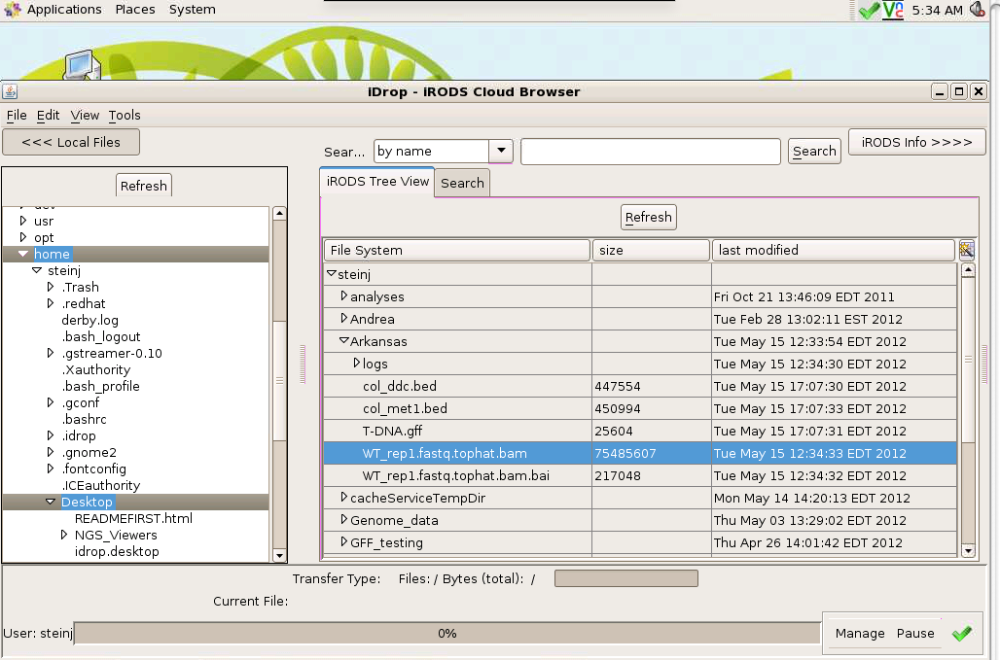 Applications Places System V2 5:34 AM
iDrop - iRODS Cloud Browser
File Edit View Tools
<<< Local Files
Sear... by name Search
iRODS Info >>>>
Refresh
usr
opt
home
steinj
.Trash
.redhat
derby.log
.bash_logout
.gstreamer-0.10
.Xauthority
.bash_profile
.gconf
.bashrc
.idrop
.gnome2
.fontconfig
.ICEauthority
Desktop
READMEFIRST.html
NGS_Viewers
idrop.desktop
iRODS Tree View Search
Refresh
File System size last modified
steinj
analyses Fri Oct 21 13:46:09 EDT 2011
Andrea Tue Feb 28 13:02:11 EST 2012
Arkansas Tue May 15 12:33:54 EDT 2012
logs Tue May 15 12:34:30 EDT 2012
col_ddc.bed 447554 Tue May 15 17:07:30 EDT 2012
col_met1.bed 450994 Tue May 15 17:07:33 EDT 2012
T-DNA.gff 25604 Tue May 15 17:07:31 EDT 2012
WT_rep1.fastq.tophat.bam 75485607 Tue May 15 12:34:33 EDT 2012
WT_rep1.fastq.tophat.bam.bai 217048 Tue May 15 12:34:32 EDT 2012
cacheServiceTempDir Mon May 14 14:20:13 EDT 2012
Genome_data Thu May 03 13:29:02 EDT 2012
GFF_testing Thu Apr 26 14:01:42 EDT 2012
Transfer Type: Files: / Bytes (total): /
Current File:
User: steinj 0% Manage Pause